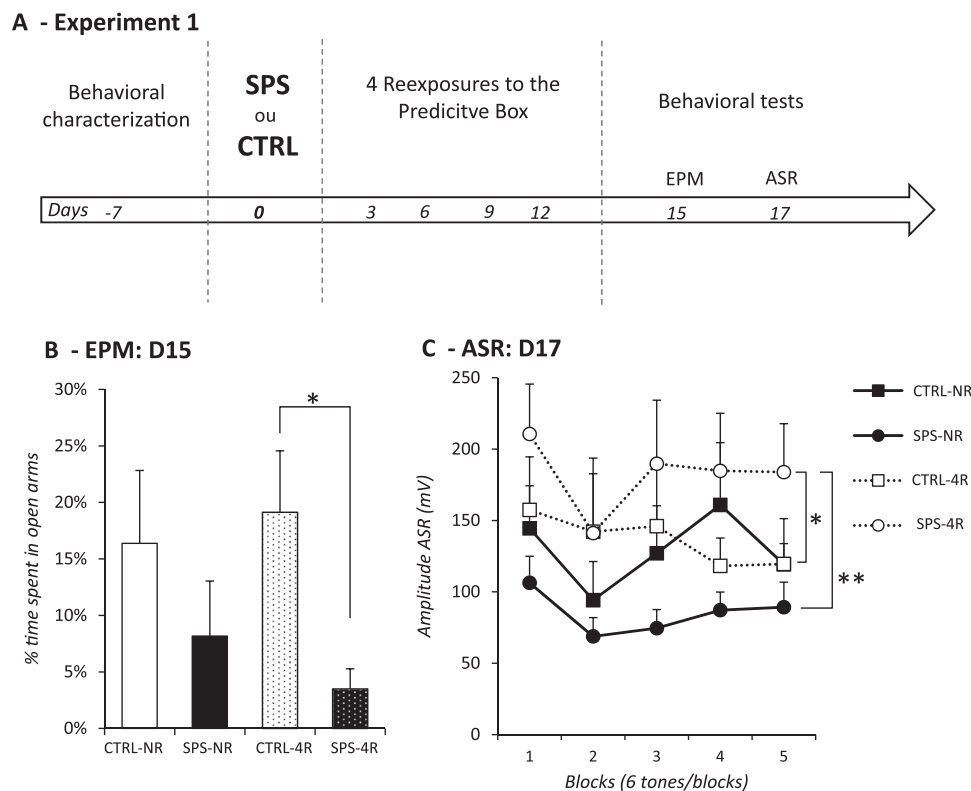 A - Experiment 1
Behavioral
characterization
SPS
ou
CTRL
4 Reexposures to the
Predicitve Box
Behavioral tests
EPM ASR
Days -7 0 3 6 9 12 15 17
B - EPM: D15
30%
25%
20%
15%
10%
5%
0%
% time spent in open arms
*
CTRL-NR SPS-NR CTRL-4R SPS-4R
C - ASR: D17
250
200
150
100
50
0
Amplitude ASR (mV)
1 2 3 4 5
Blocks (6 tones/blocks)
*
**
CTRL-NR
SPS-NR
CTRL-4R
SPS-4R